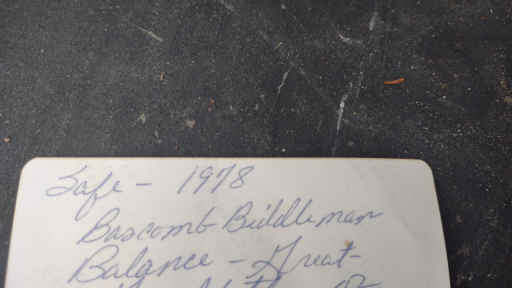 Safe - 1978
Bascomb Biddleman
Balance - Great-